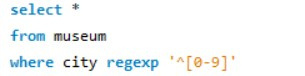 select *
from museum
where city regexp '^[0-9]'